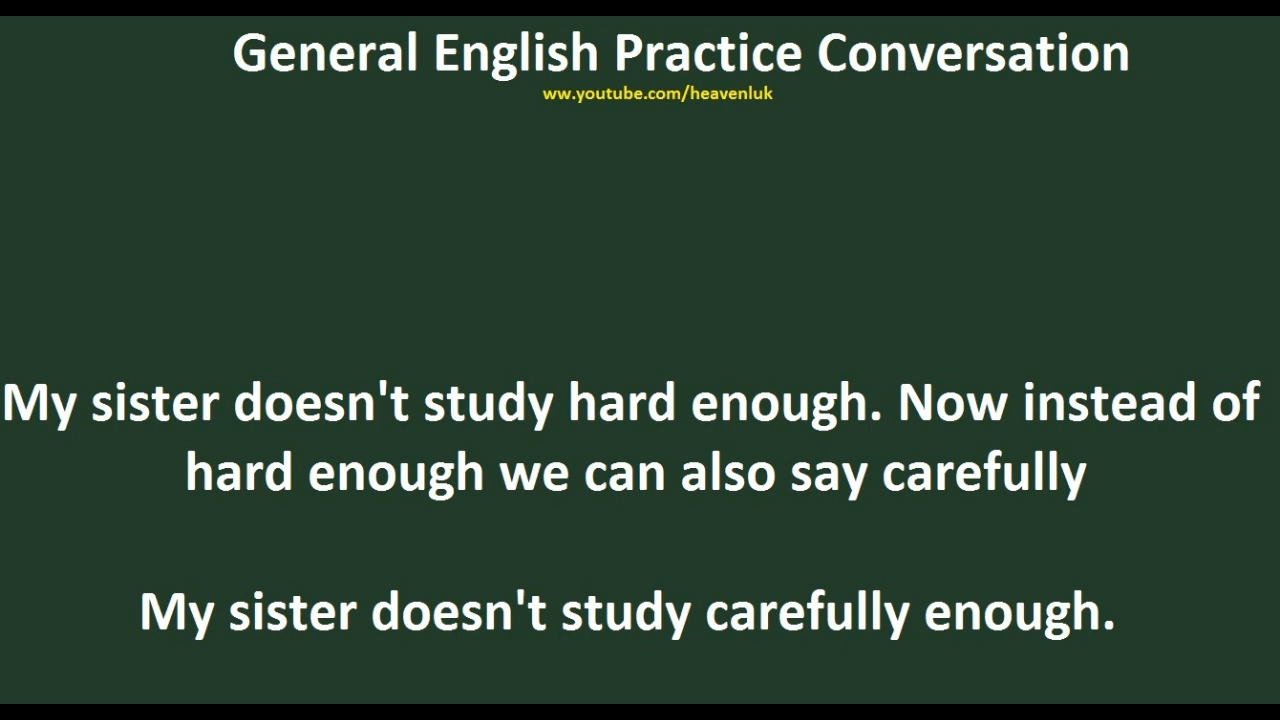 General English Practice Conversation
ww.youtube.com/heavenluk
My sister doesn't study hard enough. Now instead of
hard enough we can also say carefully
My sister doesn't study carefully enough.